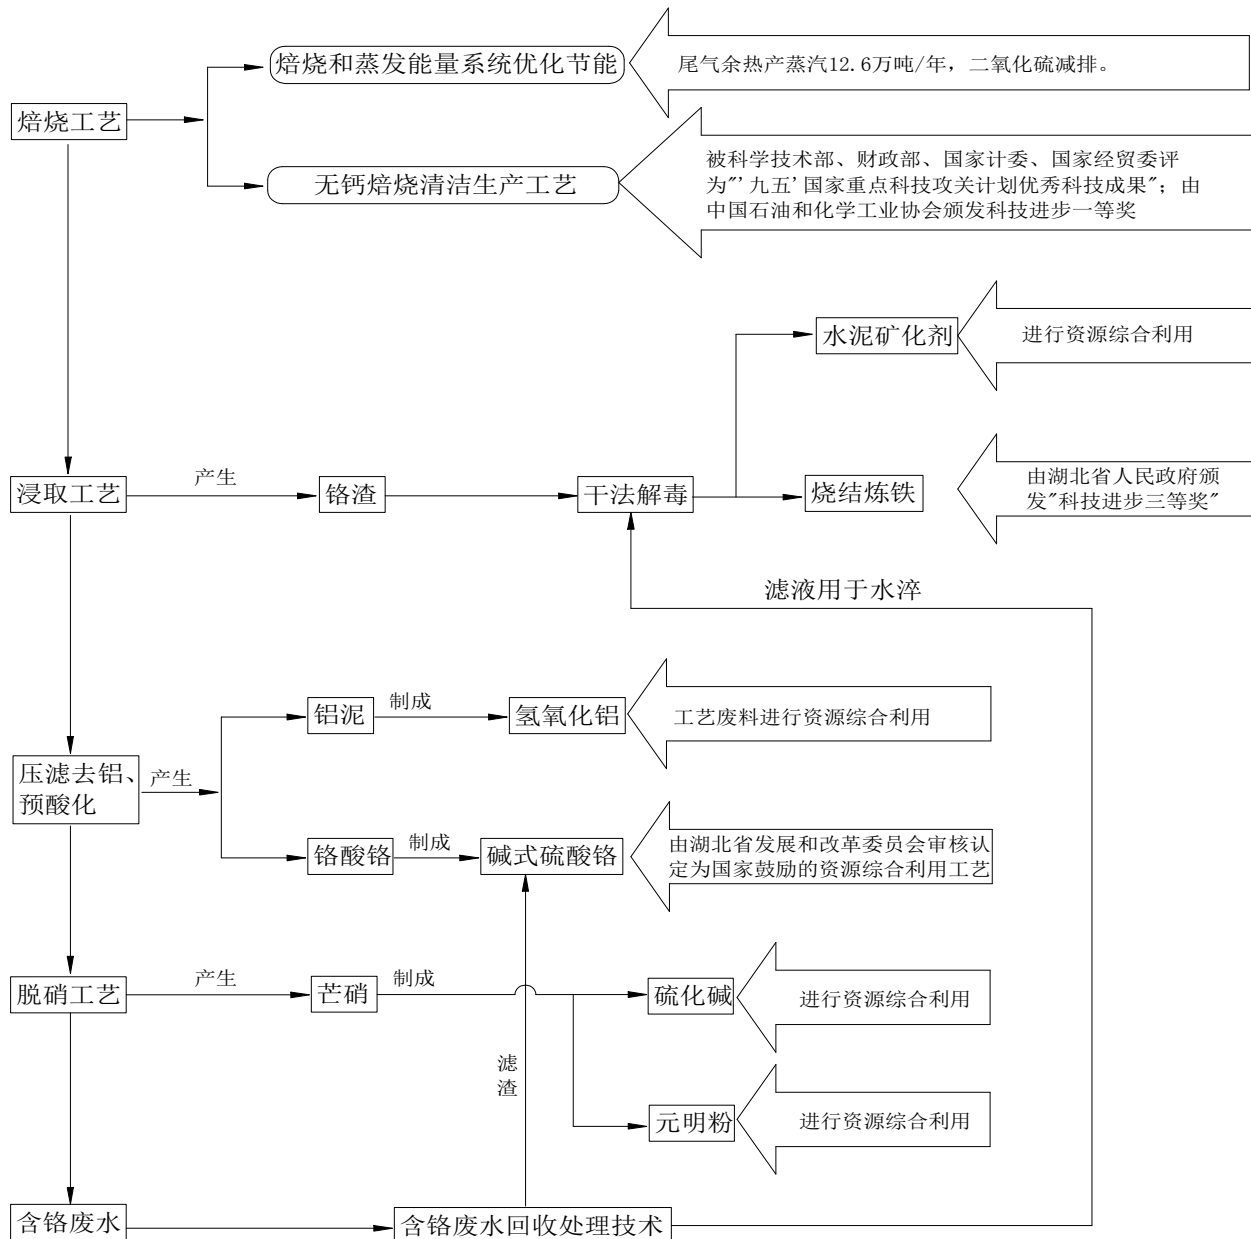 焙烧和蒸发能量系统优化节能
尾气余热产蒸汽12.6万吨/年，二氧化硫减排。
焙烧工艺
无钙焙烧清洁生产工艺
被科学技术部、财政部、国家计委、国家经贸委评
为"'九五'国家重点科技攻关计划优秀科技成果"；由
中国石油和化学工业协会颁发科技进步一等奖
水泥矿化剂
进行资源综合利用
浸取工艺
产生
铬渣
干法解毒
烧结炼铁
由湖北省人民政府颁
发"科技进步三等奖"
滤液用于水淬
铝泥
制成
氢氧化铝
工艺废料进行资源综合利用
压滤去铝、
预酸化
产生
铬酸铬
制成
碱式硫酸铬
由湖北省发展和改革委员会审核认
定为国家鼓励的资源综合利用工艺
脱硝工艺
产生
芒硝
制成
硫化碱
进行资源综合利用
滤
渣
元明粉
进行资源综合利用
含铬废水
含铬废水回收处理技术